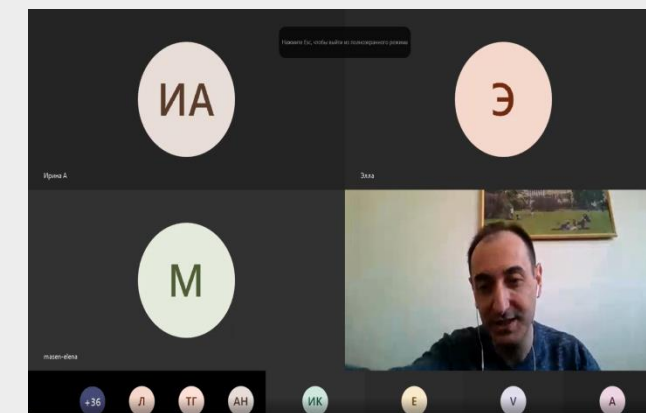 Нажмите Esc, чтобы выйти из полноэкранного режима
ИА
Э
Ирина А
Элла
М
masen-elena
+36
Л
ТГ
АН
ИК
Е
V
А